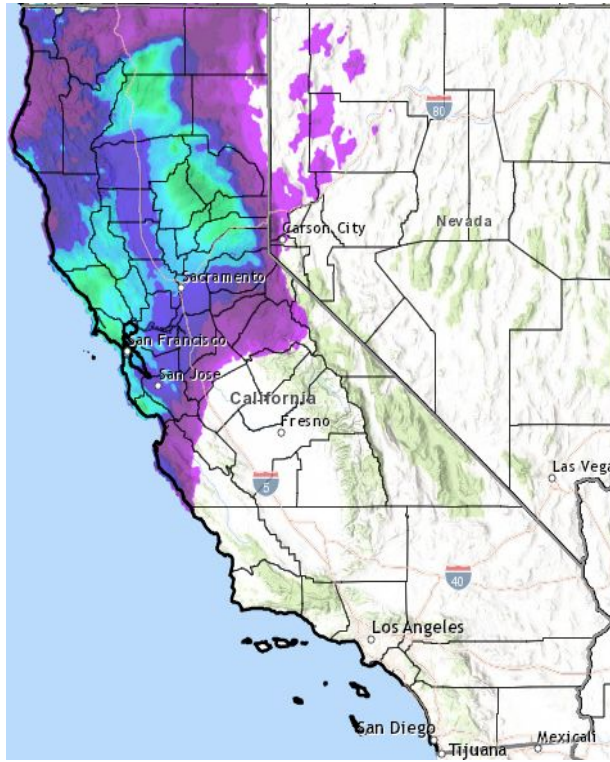 80
Nevada
Carson City
Sacramento
San Francisco
San Jose
California
Fresno
5
Las Vega
40
Los Angeles
San Diego
Mexicali
Tijuana